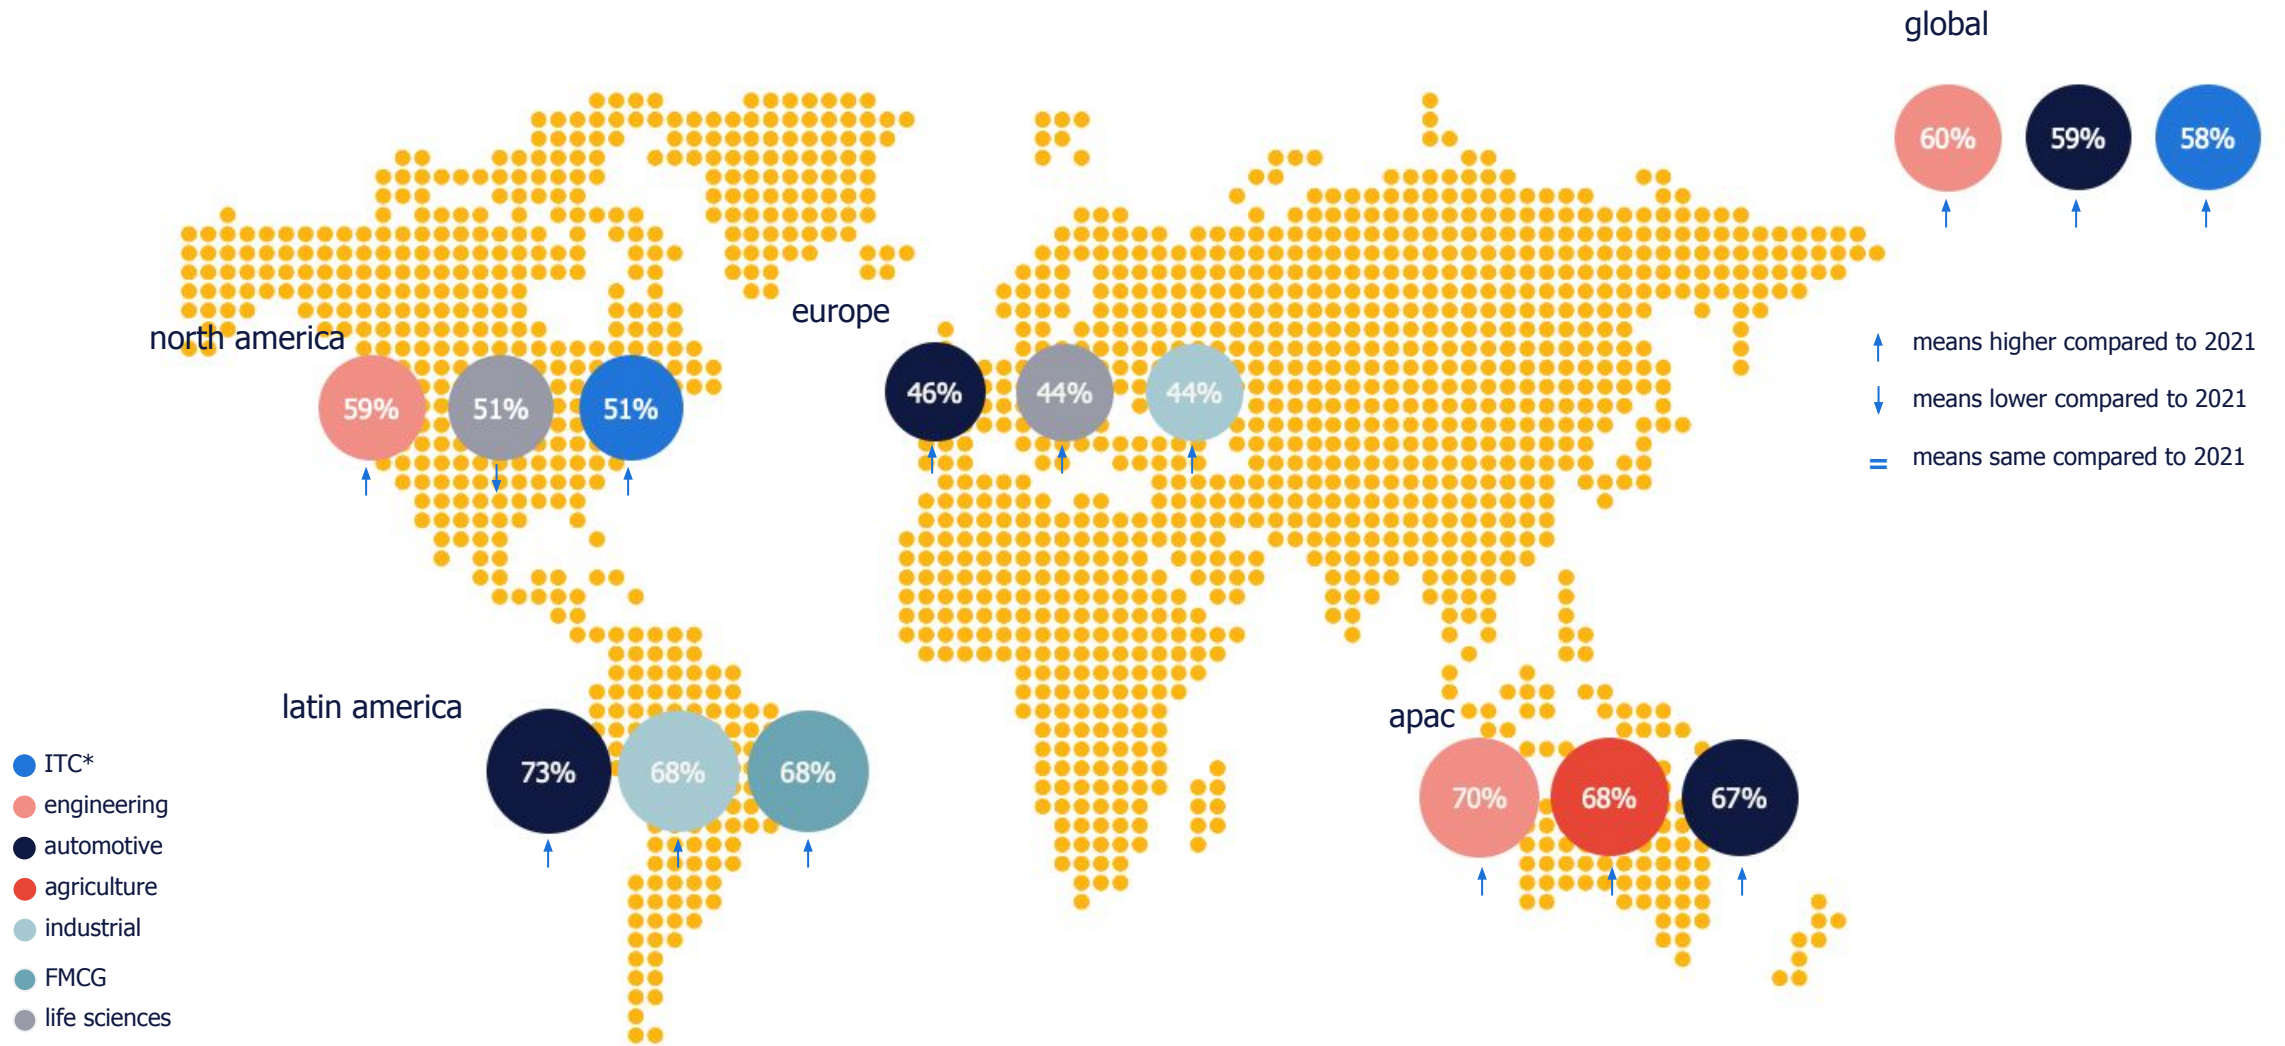 global
60% 59% 58%
means higher compared to 2021
means lower compared to 2021
= means same compared to 2021
north america
59% 51% 51%
europe
46% 44% 44%
latin america
73% 68% 68%
apac
70% 68% 67%
ITC*
engineering
automotive
agriculture
industrial
FMCG
life sciences